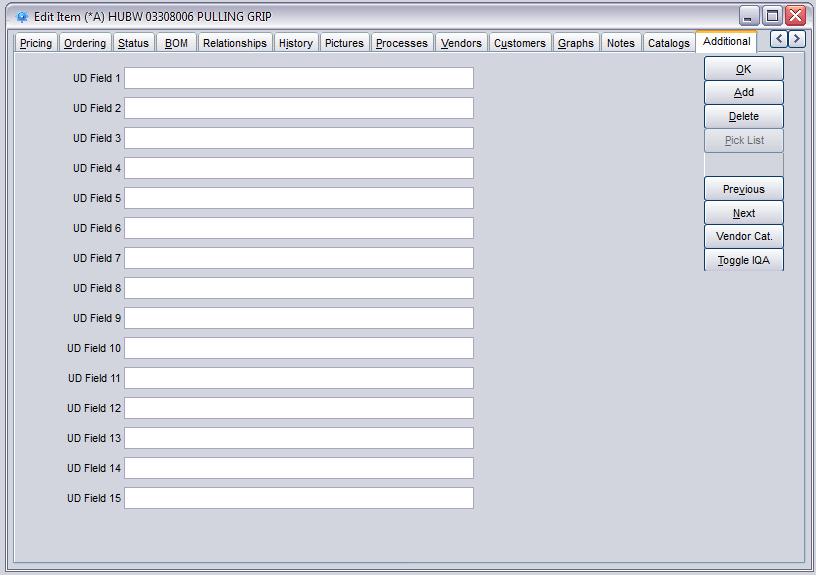 Edit Item (*A) HUBW 03308006 PULLING GRIP
Pricing Ordering Status BOM Relationships History Pictures Processes Vendors Customers Graphs Notes Catalogs Additional
UD Field 1
UD Field 2
UD Field 3
UD Field 4
UD Field 5
UD Field 6
UD Field 7
UD Field 8
UD Field 9
UD Field 10
UD Field 11
UD Field 12
UD Field 13
UD Field 14
UD Field 15
OK
Add
Delete
Pick List
Previous
Next
Vendor Cat.
Toggle IQA